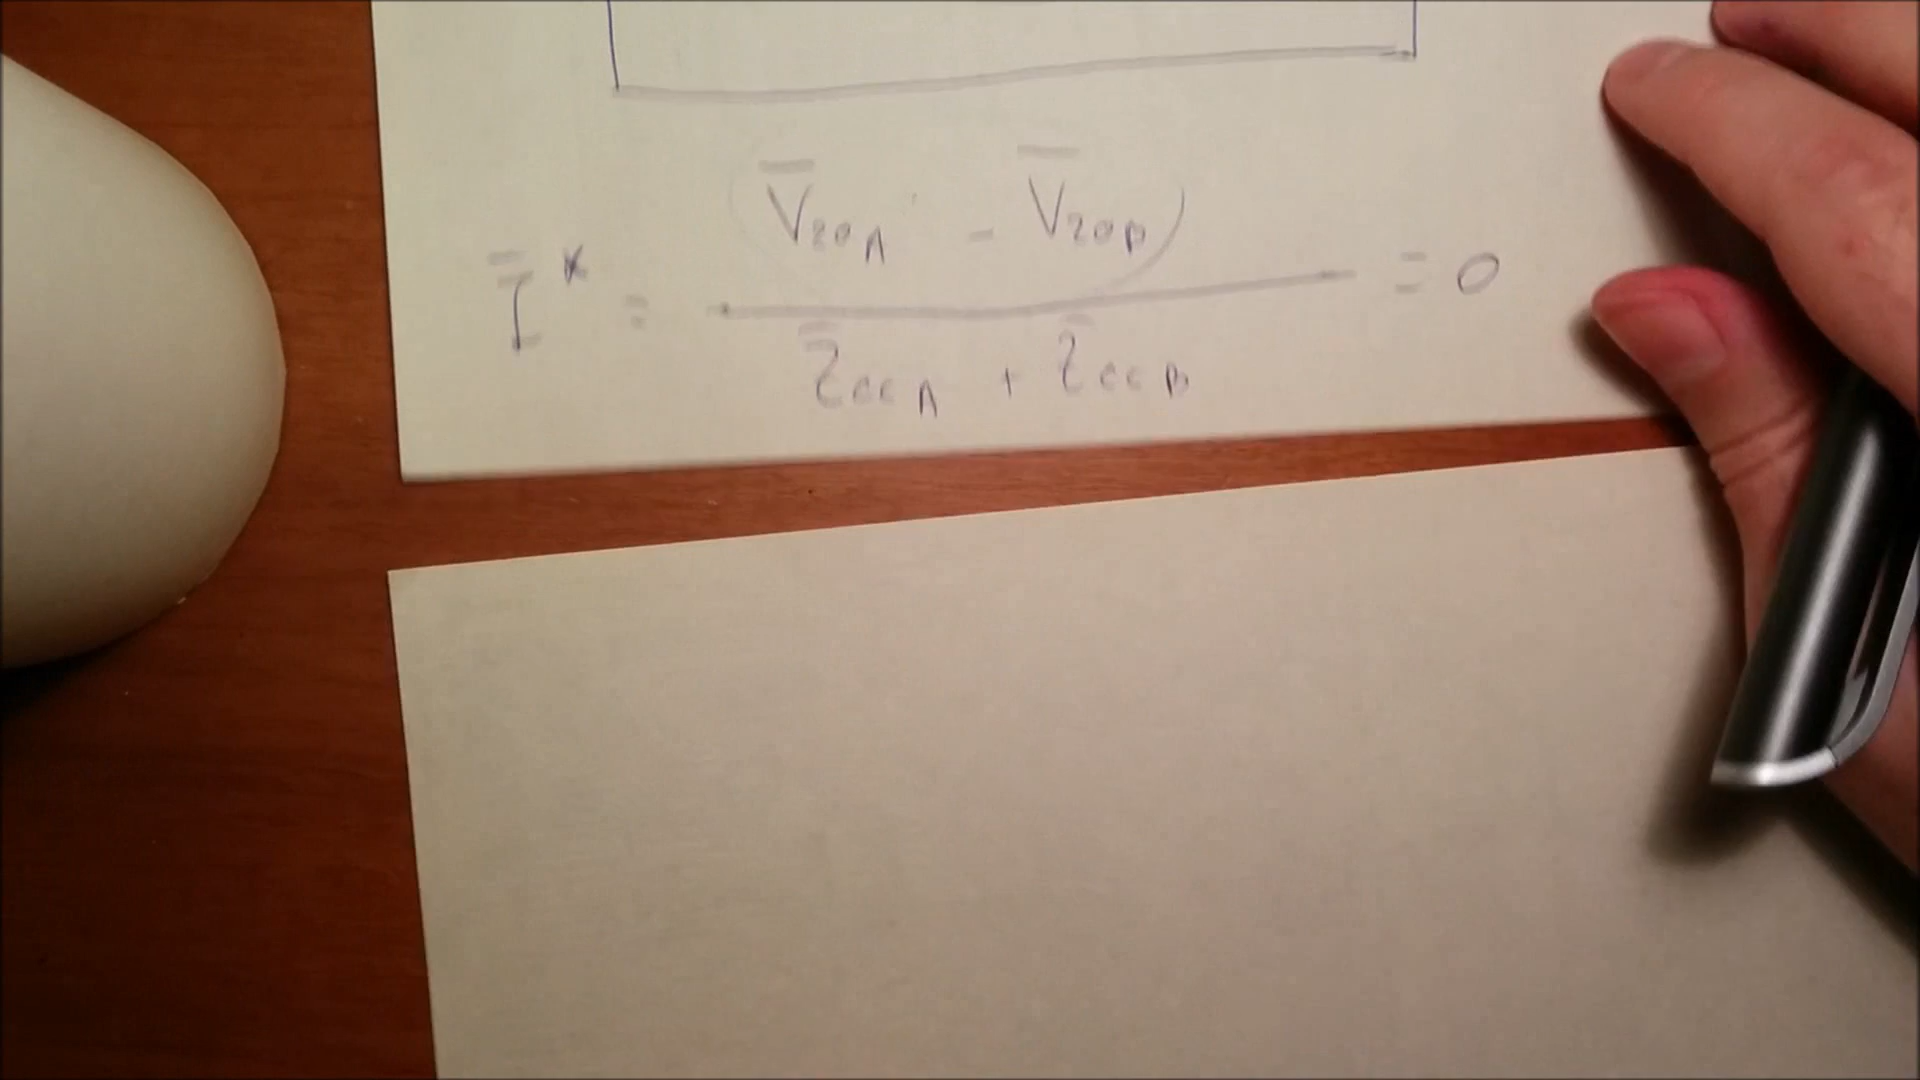 V̅₂₀A - V̅₂₀B)
I̅* = ――― = 0
Z̅ccA + Z̅ccB